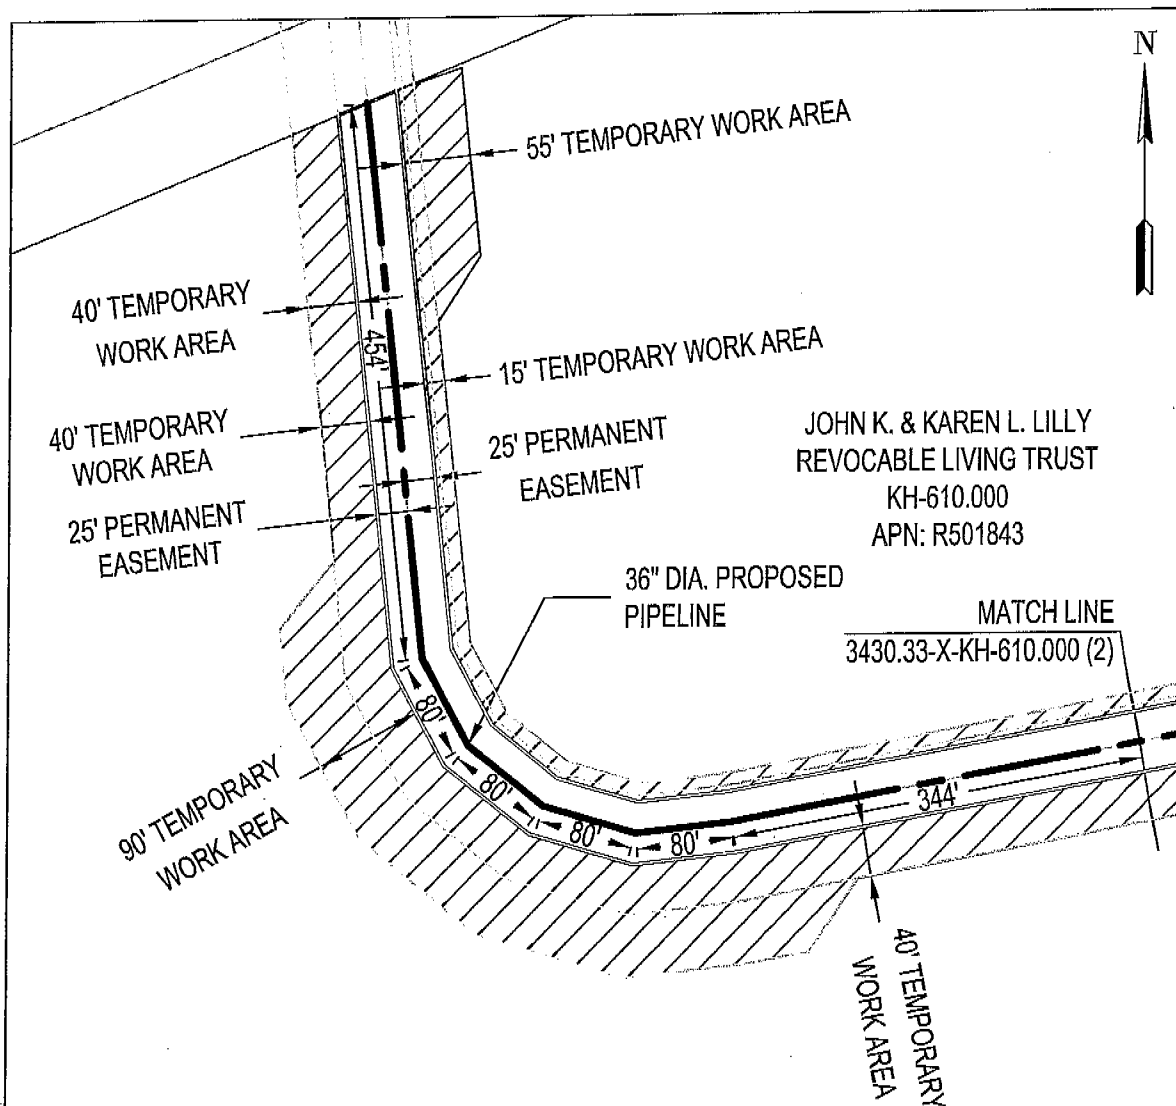 N
55' TEMPORARY WORK AREA
40' TEMPORARY
WORK AREA
454'
15' TEMPORARY WORK AREA
40' TEMPORARY
WORK AREA
25' PERMANENT
EASEMENT
JOHN K. & KAREN L. LILLY
REVOCABLE LIVING TRUST
KH-610.000
APN: R501843
25' PERMANENT
EASEMENT
36" DIA. PROPOSED
PIPELINE
MATCH LINE
3430.33-X-KH-610.000 (2)
80'
80'
80'
80'
344'
90' TEMPORARY
WORK AREA
40' TEMPORARY
WORK AREA